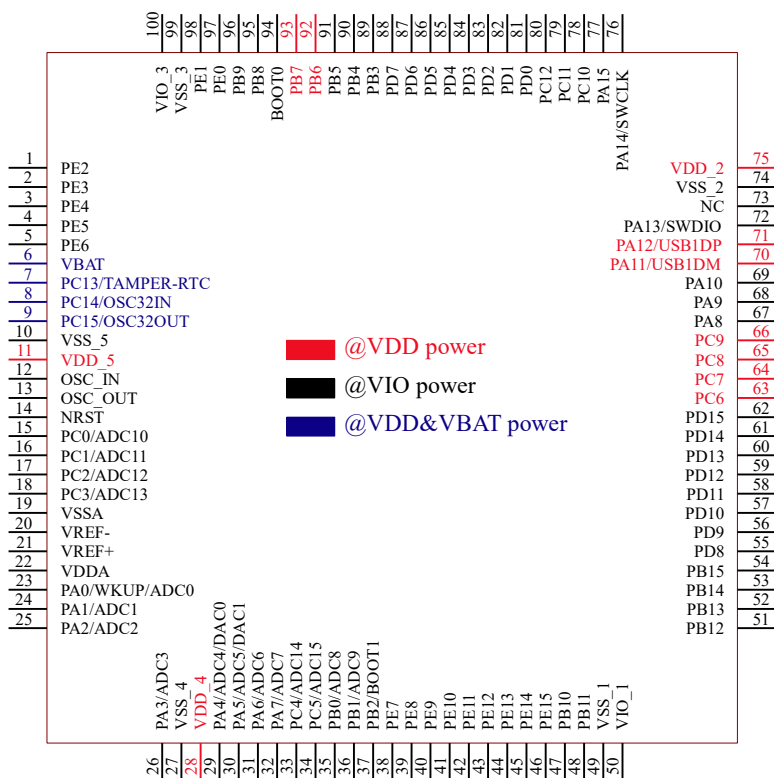 100 VIO_3
99 VSS_3
98 PE1
97 PE0
96 PB9
95 PB8
94 BOOT0
93 PB7
92 PB6
91 PB5
90 PB4
89 PB3
88 PD7
87 PD6
86 PD5
85 PD4
84 PD3
83 PD2
82 PD1
81 PD0
80 PC12
79 PC11
78 PC10
77 PA15
76 PA14/SWCLK
1 PE2
2 PE3
3 PE4
4 PE5
5 PE6
6 VBAT
7 PC13/TAMPER-RTC
8 PC14/OSC32IN
9 PC15/OSC32OUT
10 VSS_5
11 VDD_5
12 OSC_IN
13 OSC_OUT
14 NRST
15 PC0/ADC10
16 PC1/ADC11
17 PC2/ADC12
18 PC3/ADC13
19 VSSA
20 VREF-
21 VREF+
22 VDDA
23 PA0/WKUP/ADC0
24 PA1/ADC1
25 PA2/ADC2
@VDD power
@VIO power
@VDD&VBAT power
VDD_2 75
VSS_2 74
NC 73
PA13/SWDIO 72
PA12/USB1DP 71
PA11/USB1DM 70
PA10 69
PA9 68
PA8 67
PC9 66
PC8 65
PC7 64
PC6 63
PD15 62
PD14 61
PD13 60
PD12 59
PD11 58
PD10 57
PD9 56
PD8 55
PB15 54
PB14 53
PB13 52
PB12 51
26 PA3/ADC3
27 VSS_4
28 VDD_4
29 PA4/ADC4/DAC0
30 PA5/ADC5/DAC1
31 PA6/ADC6
32 PA7/ADC7
33 PC4/ADC14
34 PC5/ADC15
35 PB0/ADC8
36 PB1/ADC9
37 PB2/BOOT1
38 PE7
39 PE8
40 PE9
41 PE10
42 PE11
43 PE12
44 PE13
45 PE14
46 PE15
47 PB10
48 PB11
49 VSS_1
50 VIO_1